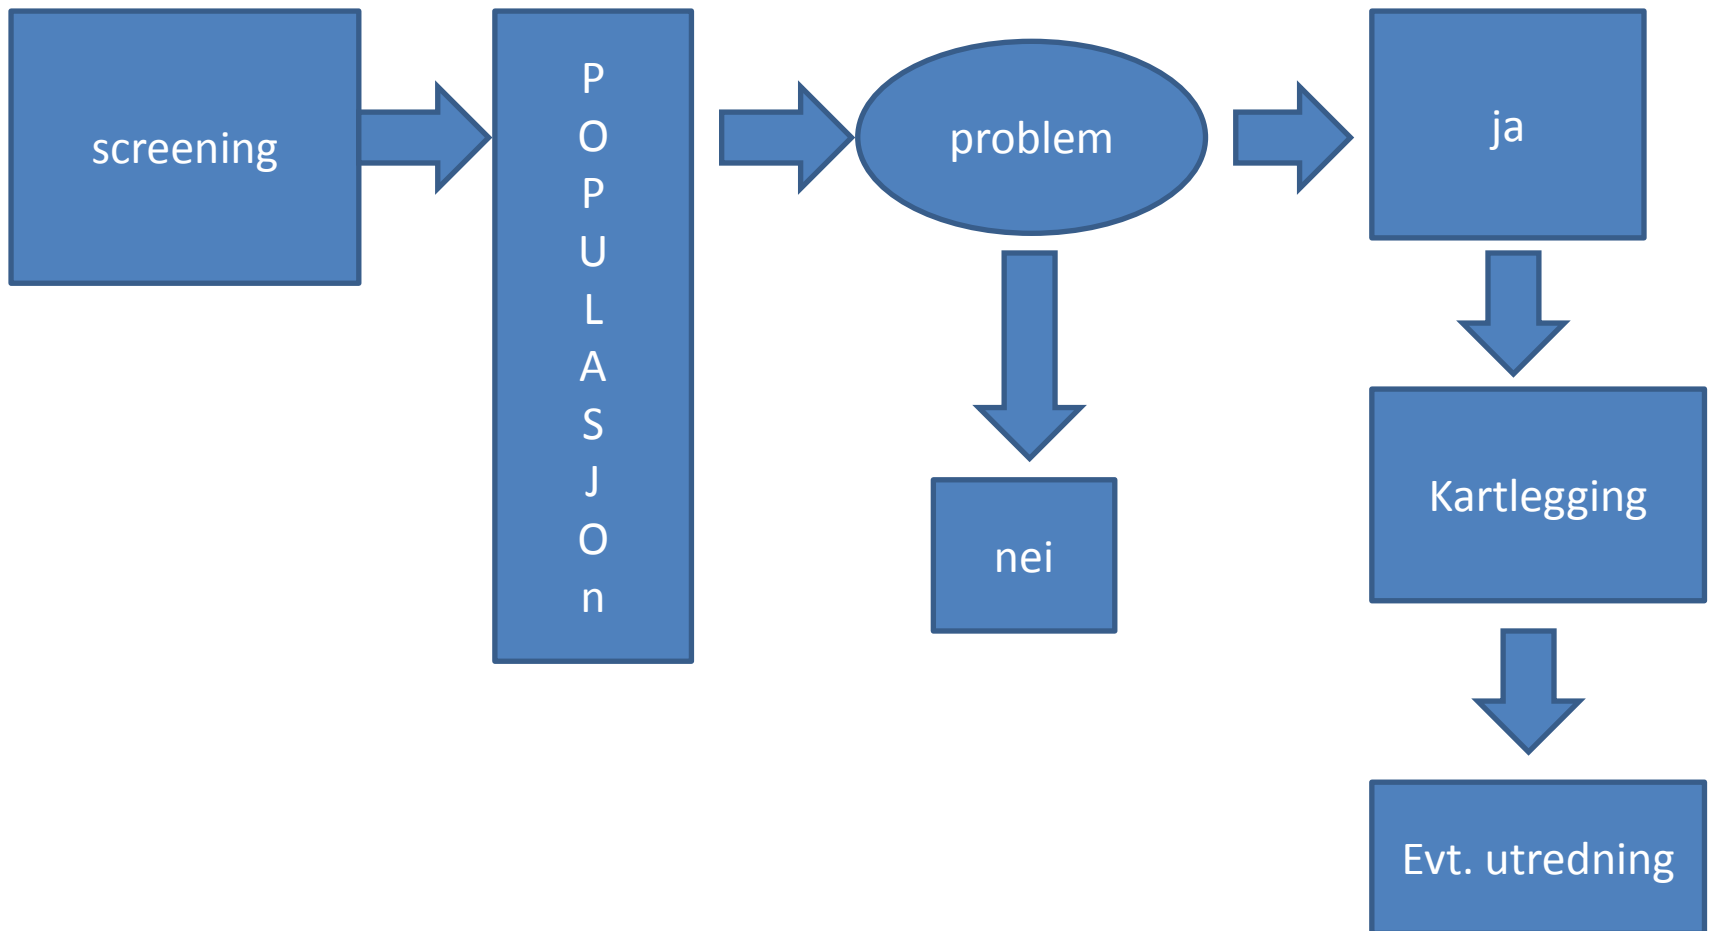 screening
P
O
P
U
L
A
S
J
O
n
problem
ja
nei
Kartlegging
Evt. utredning